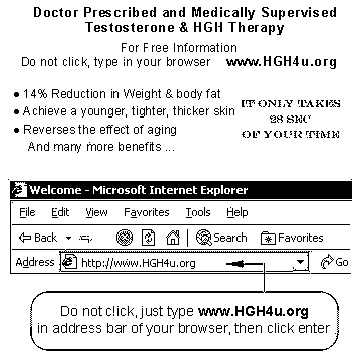 Doctor Prescribed and Medically Supervised
Testosterone & HGH Therapy
For Free Information
Do not click, type in your browser www.HGH4u.org
● 14% Reduction in Weight & body fat
● Achieve a younger, tighter, thicker skin
● Reverses the effect of aging
And many more benefits ...
IT ONLY TAKES
28 SEC
OF YOUR TIME
Welcome - Microsoft Internet Explorer
File Edit View Favorites Tools Help
Back Search Favorites
Address http://www.HGH4u.org Go
Do not click, just type www.HGH4u.org
in address bar of your browser, then click enter